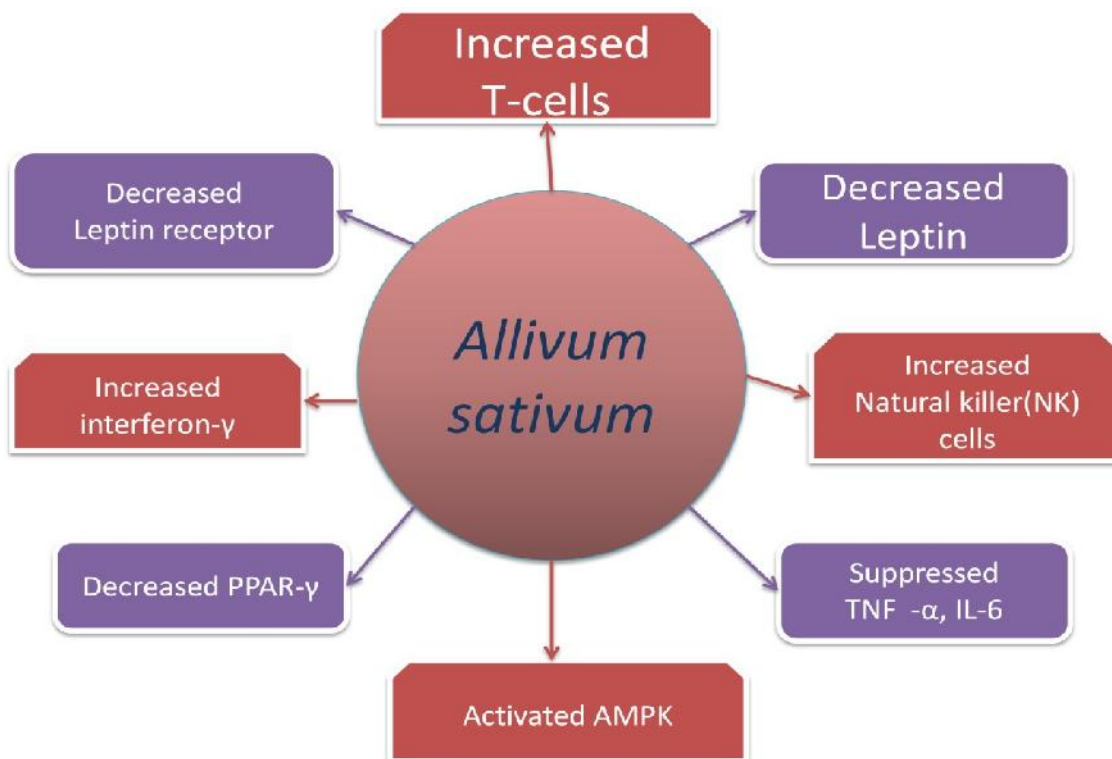 Increased
T-cells
Decreased
Leptin receptor
Decreased
Leptin
Allivum
sativum
Increased
interferon-γ
Increased
Natural killer(NK)
cells
Decreased PPAR-γ
Suppressed
TNF -α, IL-6
Activated AMPK